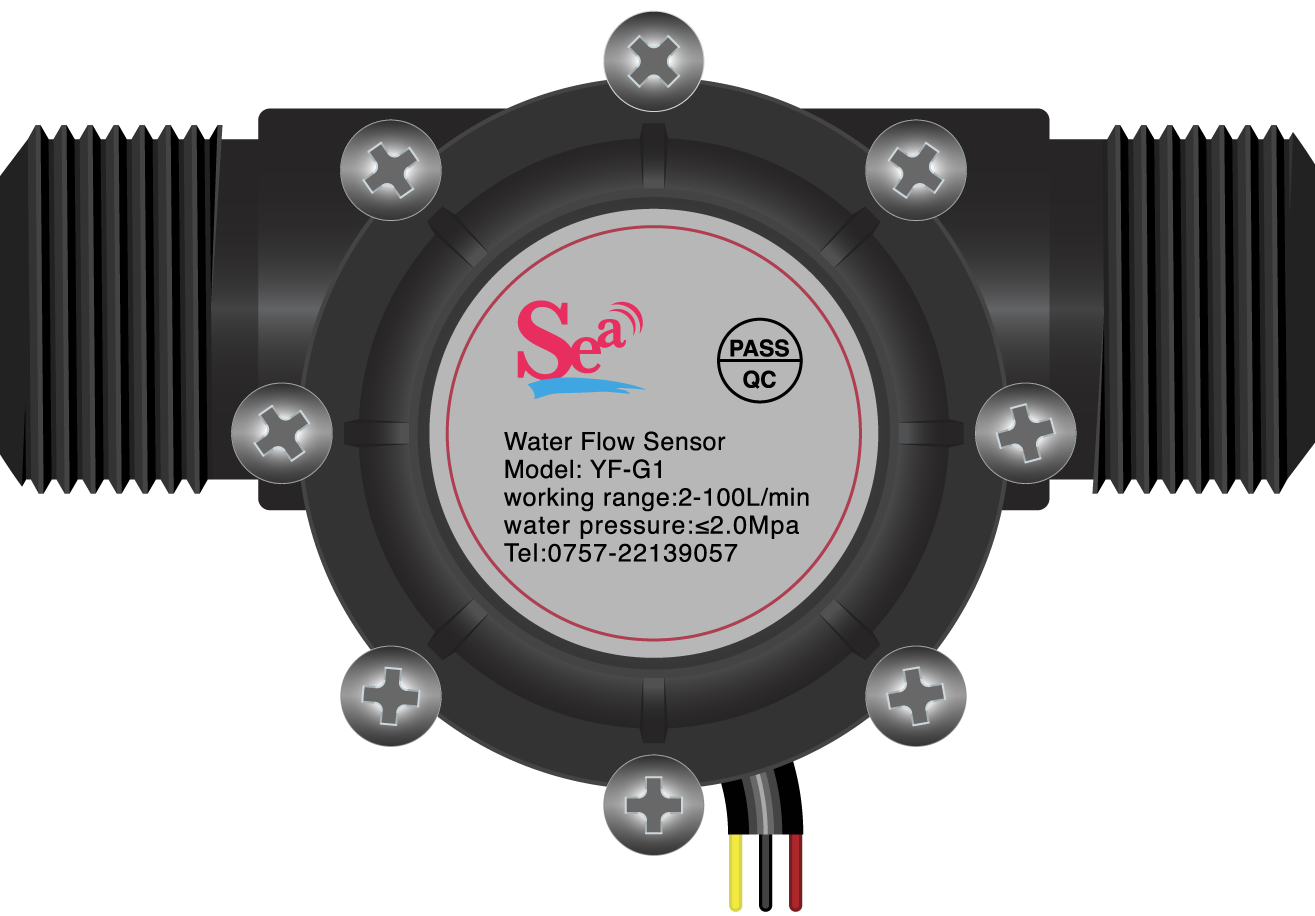 Sea
PASS
QC
Water Flow Sensor
Model: YF-G1
working range:2-100L/min
water pressure:≤2.0Mpa
Tel:0757-22139057